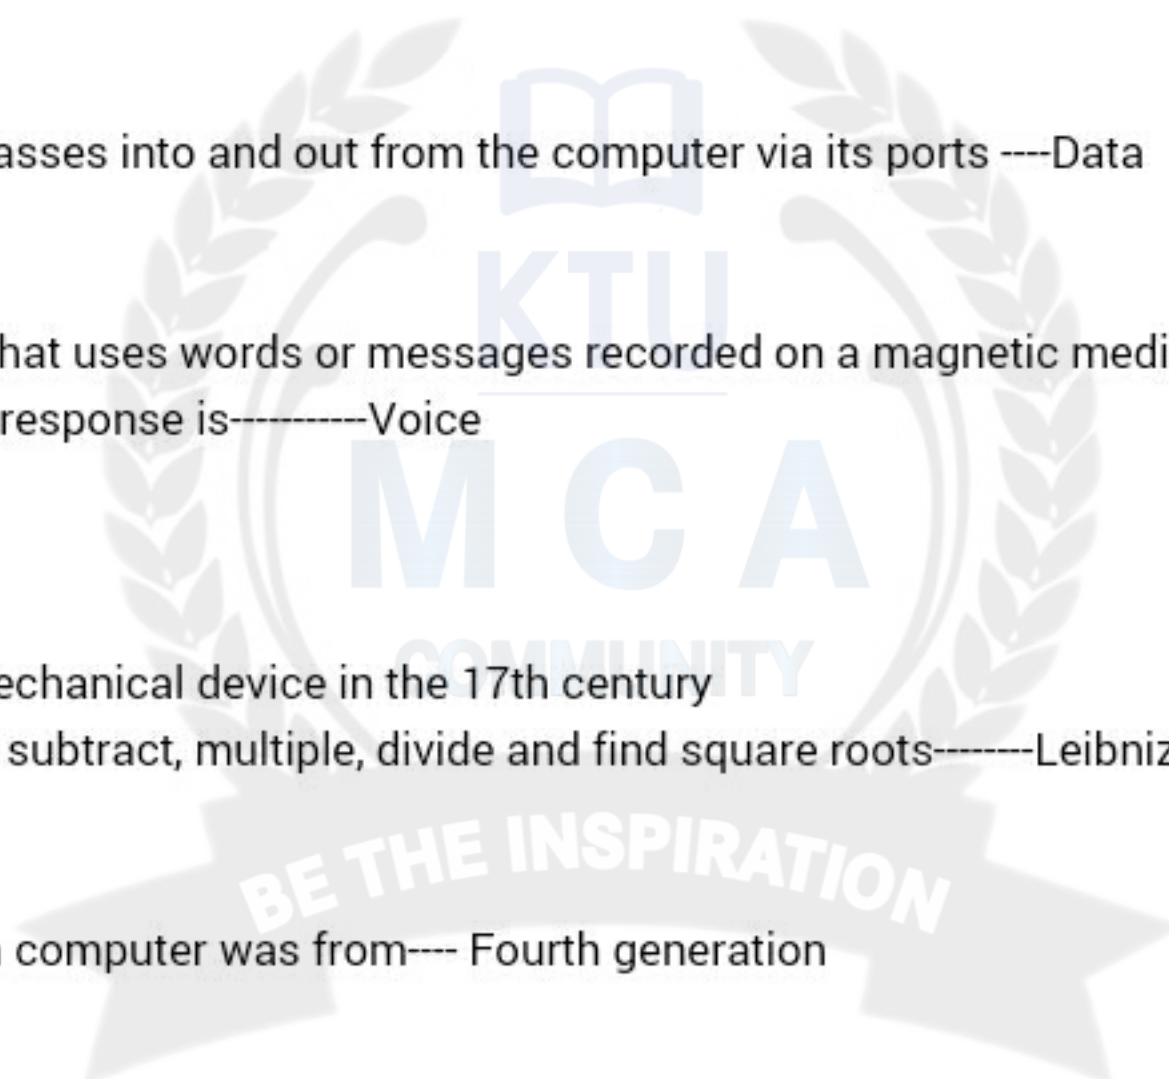 asses into and out from the computer via its ports ----Data
KTU
hat uses words or messages recorded on a magnetic medi
response is-----------Voice
M C A
COMMUNITY
echanical device in the 17th century
subtract, multiple, divide and find square roots--------Leibniz
BE THE INSPIRATION
computer was from---- Fourth generation